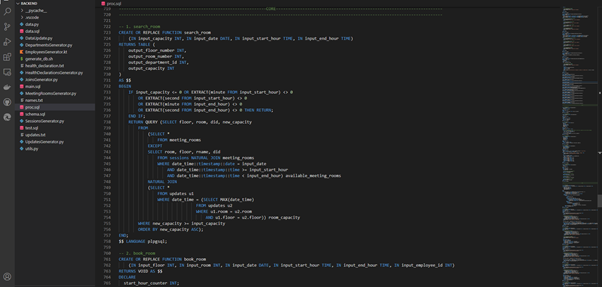 BACKEND
__pycache__
.vscode
data.py
data.sql
DataUpdate.py
DepartmentsGenerator.py
EmployeesGenerator.kt
generate_db.sh
health_declaration.txt
HealthDeclarationsGenerator.py
JoinsGenerator.py
main.sql
MeetingRoomsGenerator.py
names.txt
proc.sql
schema.sql
SessionsGenerator.py
test.sql
updates.txt
UpdatesGenerator.py
utils.py
proc.sql
-- 1. search_room
CREATE OR REPLACE FUNCTION search_room
(IN input_capacity INT, IN input_date DATE, IN input_start_hour TIME, IN input_end_hour TIME)
RETURNS TABLE (
output_floor_number INT,
output_room_number INT,
output_department_id INT,
output_capacity INT
)
AS $$
BEGIN
IF input_capacity <= 0 OR EXTRACT(minute FROM input_start_hour) <> 0
OR EXTRACT(second FROM input_start_hour) <> 0
OR EXTRACT(minute FROM input_end_hour) <> 0
OR EXTRACT(second FROM input_end_hour) <> 0 THEN RETURN;
END IF;
RETURN QUERY (SELECT floor, room, did, new_capacity
FROM
(SELECT *
FROM meeting_rooms
EXCEPT
SELECT room, floor, rname, did
FROM sessions NATURAL JOIN meeting_rooms
WHERE date_time::timestamp::date = input_date
AND date_time::timestamp::time >= input_start_hour
AND date_time::timestamp::time < input_end_hour) available_meeting_rooms
NATURAL JOIN
(SELECT *
FROM updates u1
WHERE date_time = (SELECT MAX(date_time)
FROM updates u2
WHERE u1.room = u2.room
AND u1.floor = u2.floor)) room_capacity
WHERE new_capacity >= input_capacity
ORDER BY new_capacity ASC);
END;
$$ LANGUAGE plpgsql;
-- 2. book_room
CREATE OR REPLACE FUNCTION book_room
(IN input_floor INT, IN input_room INT, IN input_date DATE, IN input_start_hour TIME, IN input_end_hour TIME, IN input_employee_id INT)
RETURNS VOID AS $$
DECLARE
start_hour_counter INT;